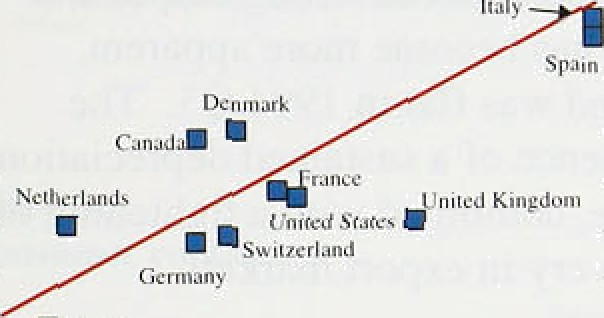 Italy
Spain
Denmark
Canada
France
Netherlands
United Kingdom
United States
Switzerland
Germany